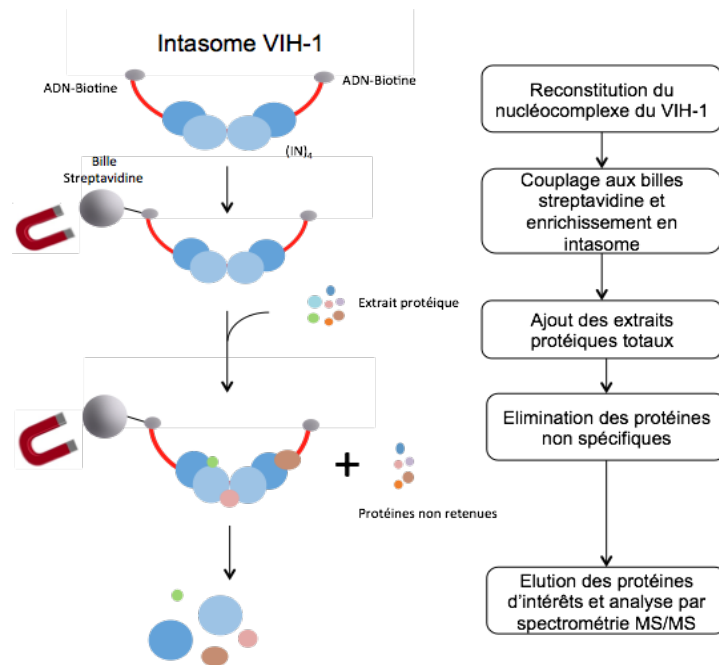 Intasome VIH-1
ADN-Biotine
ADN-Biotine
(IN)4
Bille
Streptavidine
Extrait protéique
+
Protéines non retenues
Reconstitution du
nucléocomplexe du VIH-1
Couplage aux billes
streptavidine et
enrichissement en
intasome
Ajout des extraits
protéiques totaux
Elimination des protéines
non spécifiques
Elution des protéines
d'intérêts et analyse par
spectrométrie MS/MS